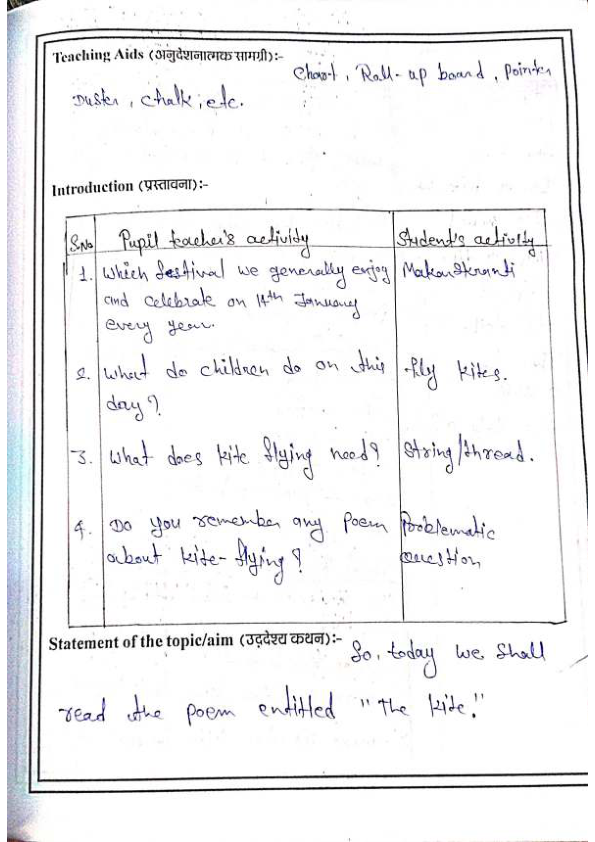 Teaching Aids (अनुदेशनात्मक सामग्री):-
Chart, Roll-up board, pointer
Duster, chalk, etc.
Introduction (प्रस्तावना):-
S.No Pupil teacher's activity Student's activity
1. Which festival we generally enjoy Makar Skranti
and celebrate on 14th January
every year.
2. What do children do on this fly kites.
day?
3. What does kite flying need? String/thread.
4. Do you remember any poem Problematic
about kite-flying? question
Statement of the topic/aim (उद्देश्य कथन):-
So, today we shall
read the poem entitled "The kite."